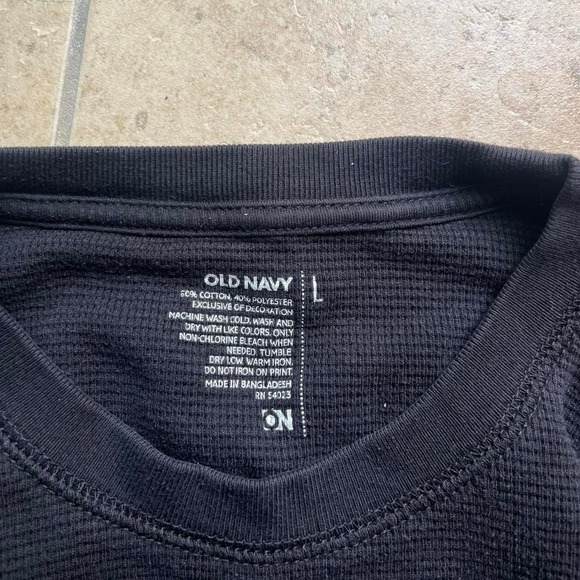 OLD NAVY
L
60% COTTON, 40% POLYESTER
EXCLUSIVE OF DECORATION
MACHINE WASH COLD. WASH AND
DRY WITH LIKE COLORS. ONLY
NON-CHLORINE BLEACH WHEN
NEEDED. TUMBLE
DRY LOW. WARM IRON.
DO NOT IRON ON PRINT.
MADE IN BANGLADESH
RN 54023
ON